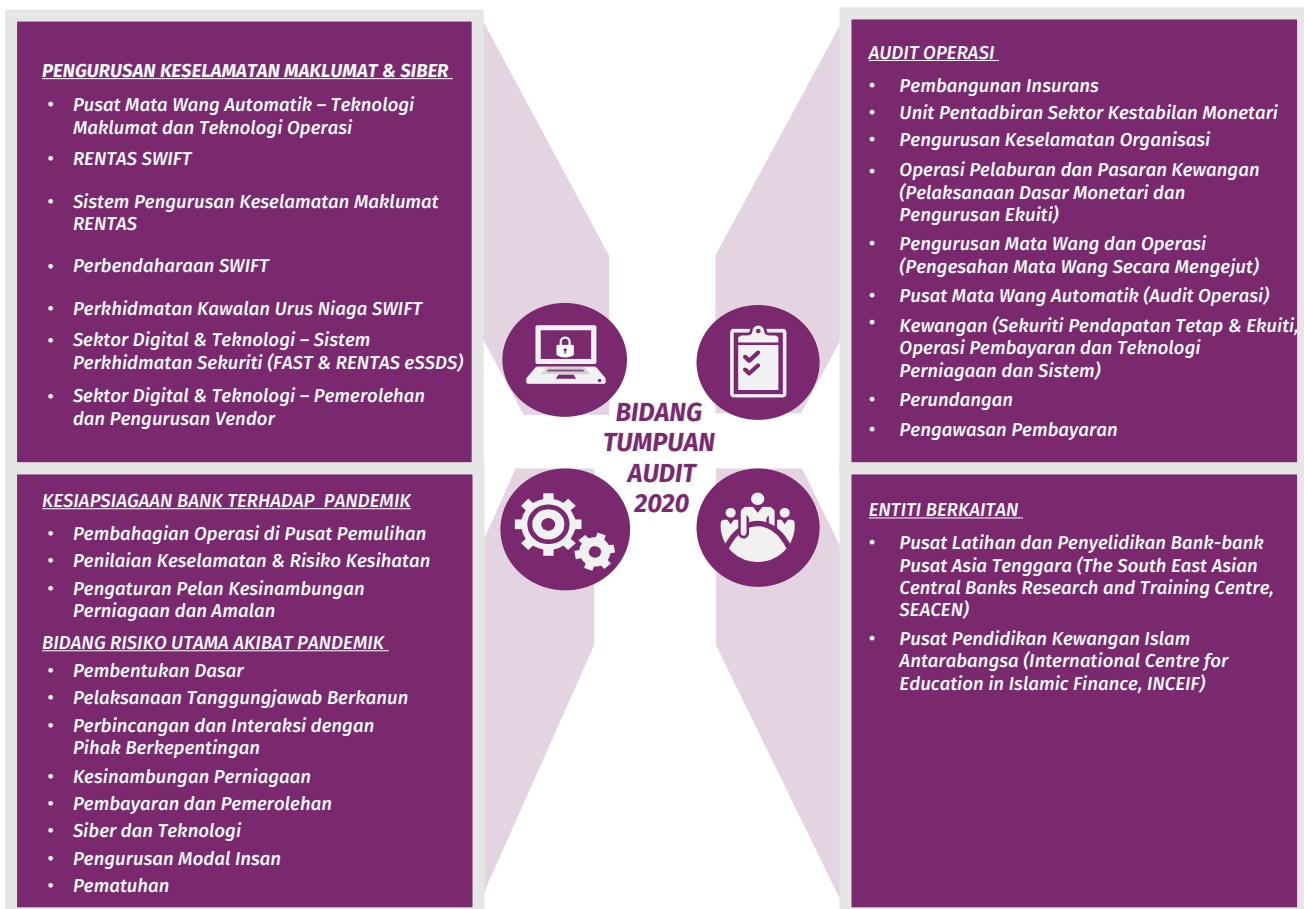 PENGURUSAN KESELAMATAN MAKLUMAT & SIBER
• Pusat Mata Wang Automatik – Teknologi
Maklumat dan Teknologi Operasi
• RENTAS SWIFT
• Sistem Pengurusan Keselamatan Maklumat
RENTAS
• Perbendaharaan SWIFT
• Perkhidmatan Kawalan Urus Niaga SWIFT
• Sektor Digital & Teknologi – Sistem
Perkhidmatan Sekuriti (FAST & RENTAS eSSDS)
• Sektor Digital & Teknologi – Pemerolehan
dan Pengurusan Vendor
KESIAPSIAGAAN BANK TERHADAP PANDEMIK
• Pembahagian Operasi di Pusat Pemulihan
• Penilaian Keselamatan & Risiko Kesihatan
• Pengaturan Pelan Kesinambungan
Perniagaan dan Amalan
BIDANG RISIKO UTAMA AKIBAT PANDEMIK
• Pembentukan Dasar
• Pelaksanaan Tanggungjawab Berkanun
• Perbincangan dan Interaksi dengan
Pihak Berkepentingan
• Kesinambungan Perniagaan
• Pembayaran dan Pemerolehan
• Siber dan Teknologi
• Pengurusan Modal Insan
• Pematuhan
BIDANG
TUMPUAN
AUDIT
2020
AUDIT OPERASI
• Pembangunan Insurans
• Unit Pentadbiran Sektor Kestabilan Monetari
• Pengurusan Keselamatan Organisasi
• Operasi Pelaburan dan Pasaran Kewangan
(Pelaksanaan Dasar Monetari dan
Pengurusan Ekuiti)
• Pengurusan Mata Wang dan Operasi
(Pengesahan Mata Wang Secara Mengejut)
• Pusat Mata Wang Automatik (Audit Operasi)
• Kewangan (Sekuriti Pendapatan Tetap & Ekuiti,
Operasi Pembayaran dan Teknologi
Perniagaan dan Sistem)
• Perundangan
• Pengawasan Pembayaran
ENTITI BERKAITAN
• Pusat Latihan dan Penyelidikan Bank-bank
Pusat Asia Tenggara (The South East Asian
Central Banks Research and Training Centre,
SEACEN)
• Pusat Pendidikan Kewangan Islam
Antarabangsa (International Centre for
Education in Islamic Finance, INCEIF)